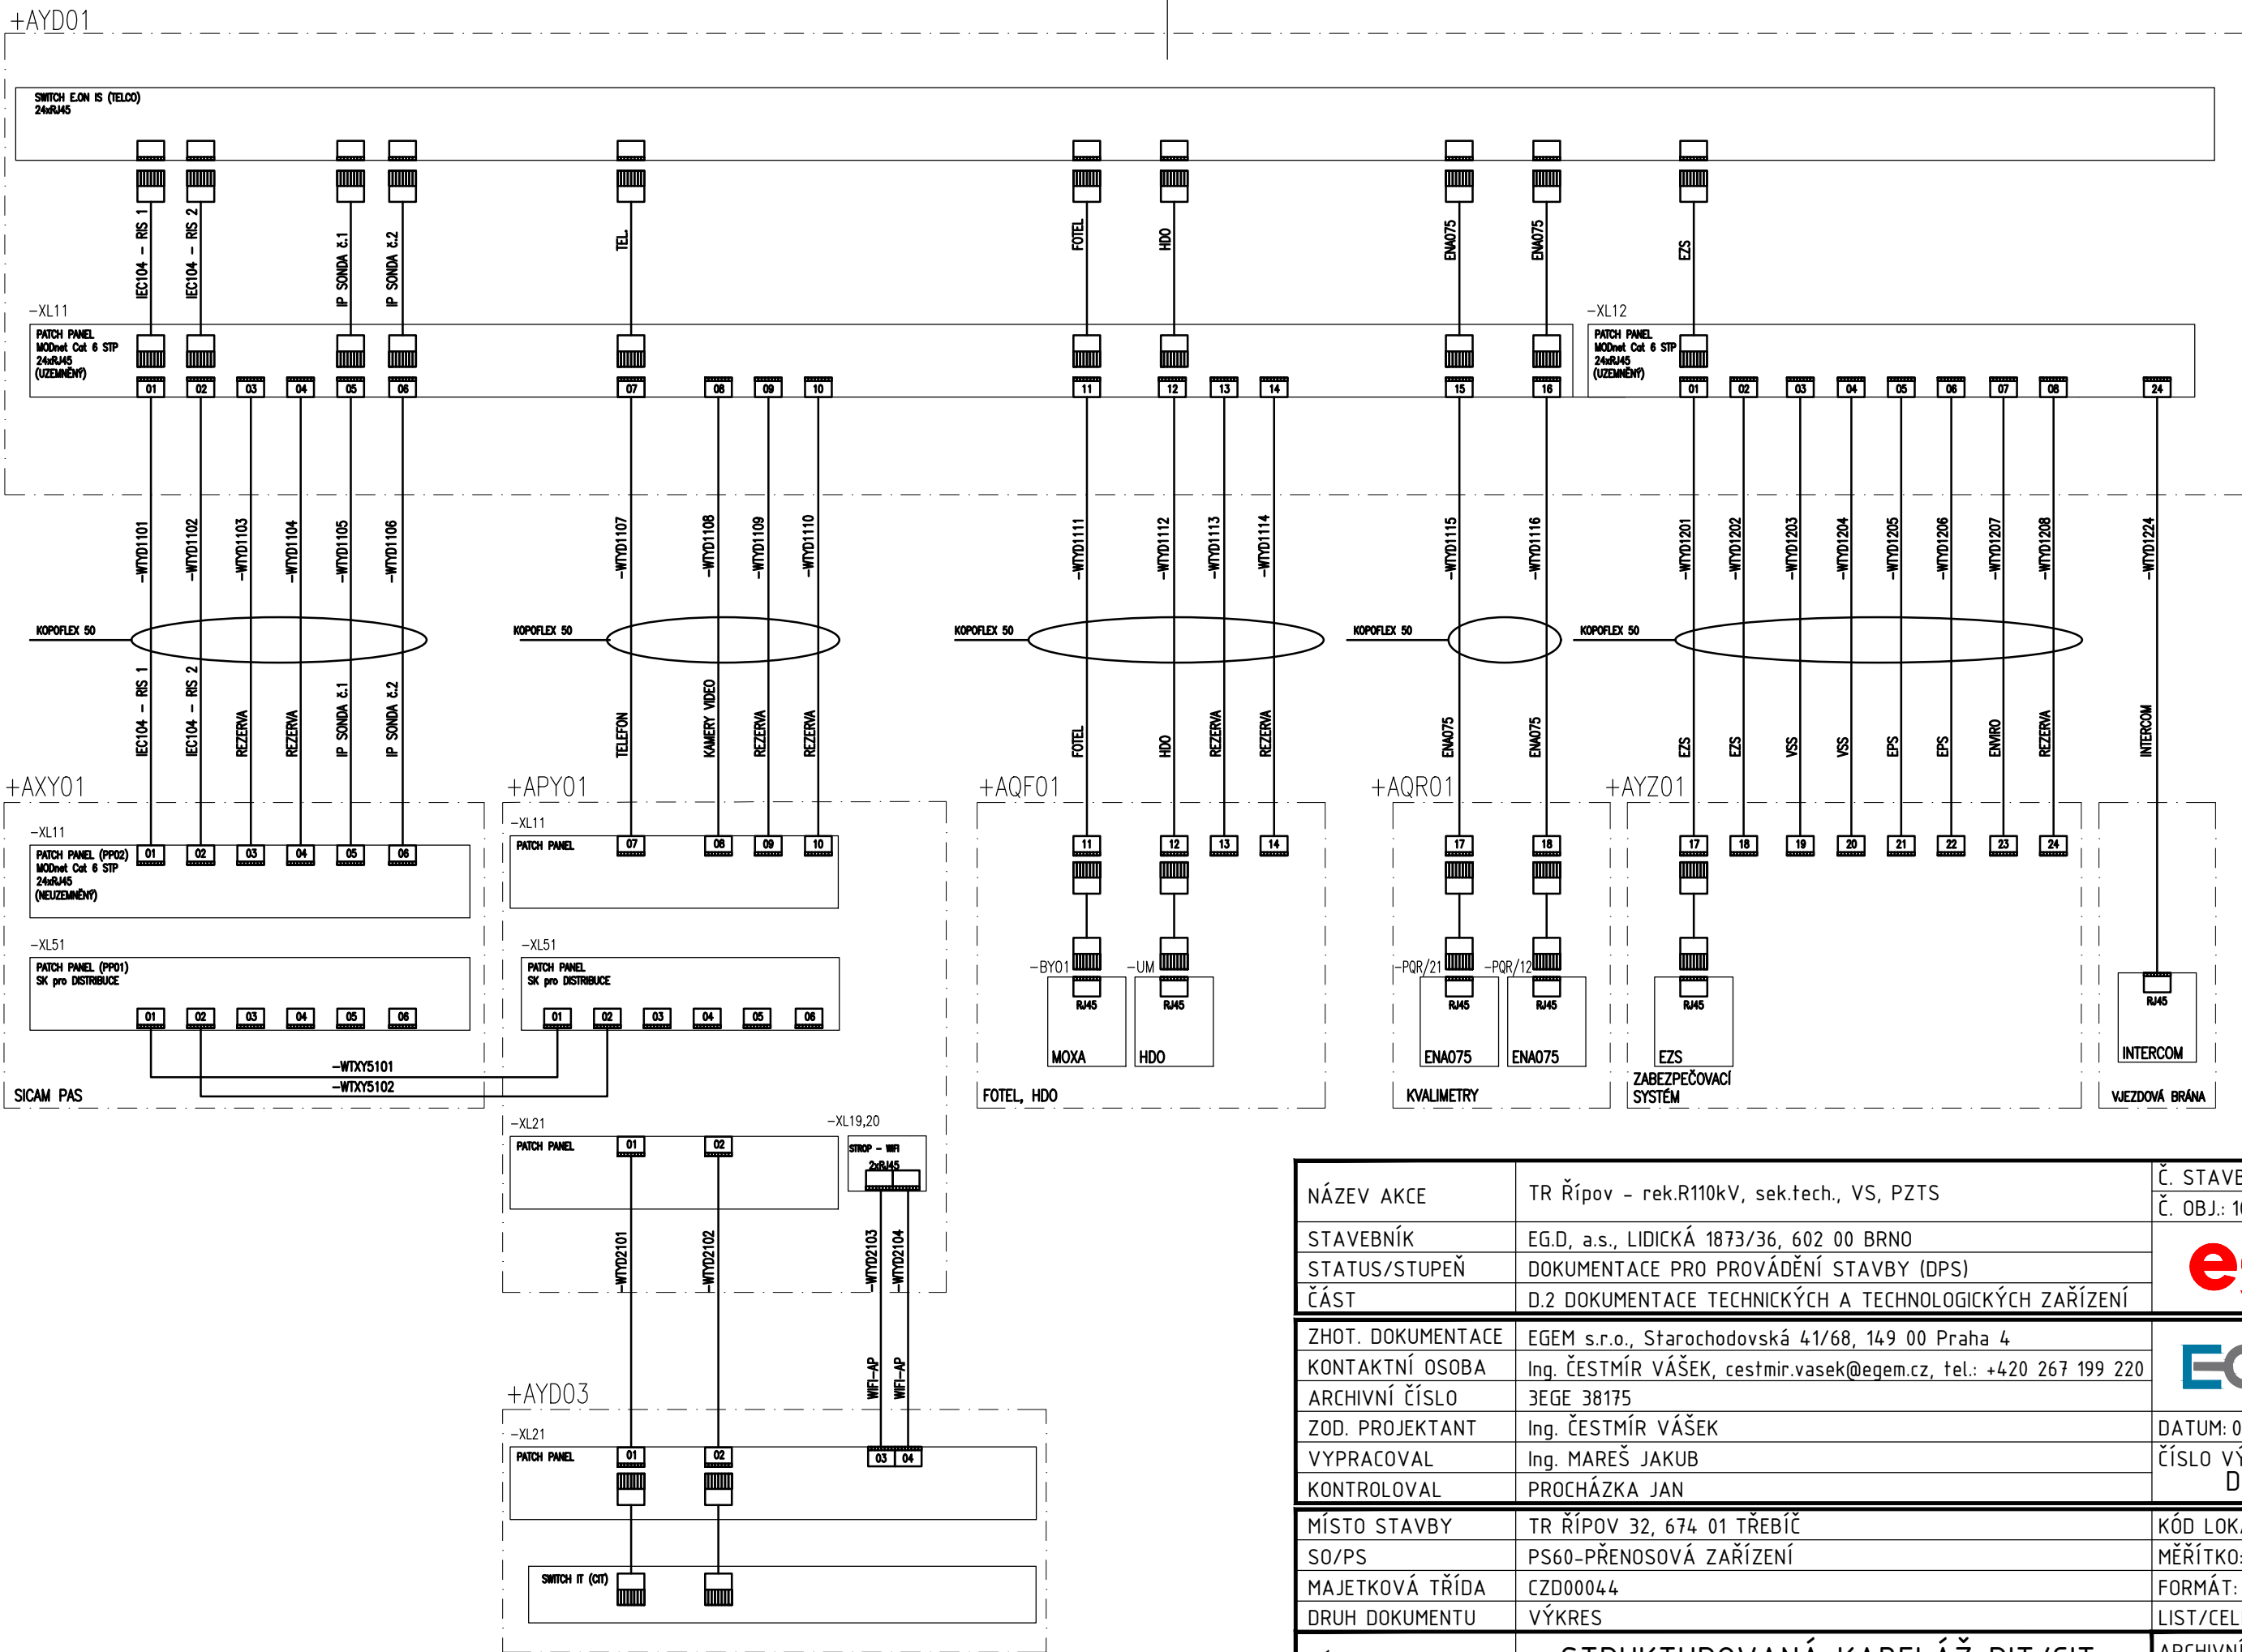 +AYD01
SWITCH E.ON IS (TELCO)
24xRJ45
IEC104 - RIS 1
IEC104 - RIS 2
IP SONDA č.1
IP SONDA č.2
TEL.
FOTEL
HDO
ENA075
ENA075
EZS
-XL11
PATCH PANEL
MODnet Cat 6 STP
24xRJ45
(UZEMNĚNÝ)
01 02 03 04 05 06 07 08 09 10 11 12 13 14 15 16
-XL12
PATCH PANEL
MODnet Cat 6 STP
24xRJ45
(UZEMNĚNÝ)
01 02 03 04 05 06 07 08 24
-WTYD1101
-WTYD1102
-WTYD1103
-WTYD1104
-WTYD1105
-WTYD1106
-WTYD1107
-WTYD1108
-WTYD1109
-WTYD1110
-WTYD1111
-WTYD1112
-WTYD1113
-WTYD1114
-WTYD1115
-WTYD1116
-WTYD1201
-WTYD1202
-WTYD1203
-WTYD1204
-WTYD1205
-WTYD1206
-WTYD1207
-WTYD1208
-WTYD1224
KOPOFLEX 50
KOPOFLEX 50
KOPOFLEX 50
KOPOFLEX 50
KOPOFLEX 50
IEC104 - RIS 1
IEC104 - RIS 2
REZERVA
REZERVA
IP SONDA č.1
IP SONDA č.2
TELEFON
KAMERY VIDEO
REZERVA
REZERVA
FOTEL
HDO
REZERVA
REZERVA
ENA075
ENA075
EZS
EZS
VSS
VSS
EPS
EPS
ENVIRO
REZERVA
INTERCOM
+AXY01
-XL11
PATCH PANEL (PP02)
MODnet Cat 6 STP
24xRJ45
(NEUZEMNĚNÝ)
01 02 03 04 05 06
-XL51
PATCH PANEL (PP01)
SK pro DISTRIBUCE
01 02 03 04 05 06
SICAM PAS
-WTXY5101
-WTXY5102
+APY01
-XL11
PATCH PANEL
07 08 09 10
-XL51
PATCH PANEL
SK pro DISTRIBUCE
01 02 03 04 05 06
-XL21
PATCH PANEL
01 02
-XL19,20
STROP - WIFI
2xRJ45
-WTYD2101
-WTYD2102
-WTYD2103
-WTYD2104
WIFI-AP
WIFI-AP
+AYD03
-XL21
PATCH PANEL
01 02 03 04
SWITCH IT (CIT)
+AQF01
11 12 13 14
-BY01
-UM
RJ45
RJ45
MOXA
HDO
FOTEL, HDO
+AQR01
17 18
-PQR/21
-PQR/12
RJ45
RJ45
ENA075
ENA075
KVALIMETRY
+AYZ01
17 18 19 20 21 22 23 24
RJ45
EZS
ZABEZPEČOVACÍ
SYSTÉM
RJ45
INTERCOM
VJEZDOVÁ BRÁNA
NÁZEV AKCE TR Řípov - rek.R110kV, sek.tech., VS, PZTS
Č. STAVE
Č. OBJ.: 1
STAVEBNÍK EG.D, a.s., LIDICKÁ 1873/36, 602 00 BRNO
STATUS/STUPEŇ DOKUMENTACE PRO PROVÁDĚNÍ STAVBY (DPS)
ČÁST D.2 DOKUMENTACE TECHNICKÝCH A TECHNOLOGICKÝCH ZAŘÍZENÍ
ZHOT. DOKUMENTACE EGEM s.r.o., Starochodovská 41/68, 149 00 Praha 4
KONTAKTNÍ OSOBA Ing. ČESTMÍR VÁŠEK, cestmir.vasek@egem.cz, tel.: +420 267 199 220
ARCHIVNÍ ČÍSLO 3EGE 38175
ZOD. PROJEKTANT Ing. ČESTMÍR VÁŠEK DATUM: 0
VYPRACOVAL Ing. MAREŠ JAKUB ČÍSLO VÝ
D
KONTROLOVAL PROCHÁZKA JAN
MÍSTO STAVBY TR ŘÍPOV 32, 674 01 TŘEBÍČ KÓD LOKA
SO/PS PS60-PŘENOSOVÁ ZAŘÍZENÍ MĚŘÍTKO:
MAJETKOVÁ TŘÍDA CZD00044 FORMÁT:
DRUH DOKUMENTU VÝKRES LIST/CEL
STRUKTUROVANÁ KABELÁŽ DIT/CIT ARCHIVNÍ